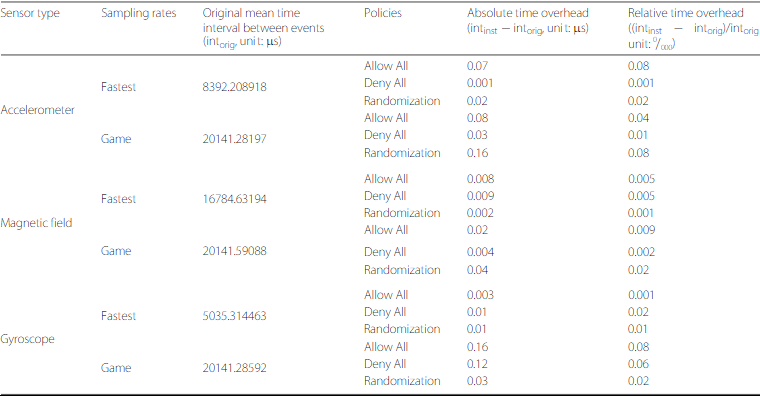 Sensor type Sampling rates Original mean time Policies Absolute time overhead Relative time overhead
interval between events (int_inst − int_orig, unit: μs) ((int_inst − int_orig)/int_orig
(int_orig, unit: μs) unit: ⁰/₀₀₀)
Allow All 0.07 0.08
Fastest 8392.208918 Deny All 0.001 0.001
Randomization 0.02 0.02
Accelerometer
Allow All 0.08 0.04
Game 20141.28197 Deny All 0.03 0.01
Randomization 0.16 0.08
Allow All 0.008 0.005
Fastest 16784.63194 Deny All 0.009 0.005
Randomization 0.002 0.001
Magnetic field
Allow All 0.02 0.009
Game 20141.59088 Deny All 0.004 0.002
Randomization 0.04 0.02
Allow All 0.003 0.001
Fastest 5035.314463 Deny All 0.01 0.02
Randomization 0.01 0.01
Gyroscope
Allow All 0.16 0.08
Game 20141.28592 Deny All 0.12 0.06
Randomization 0.03 0.02